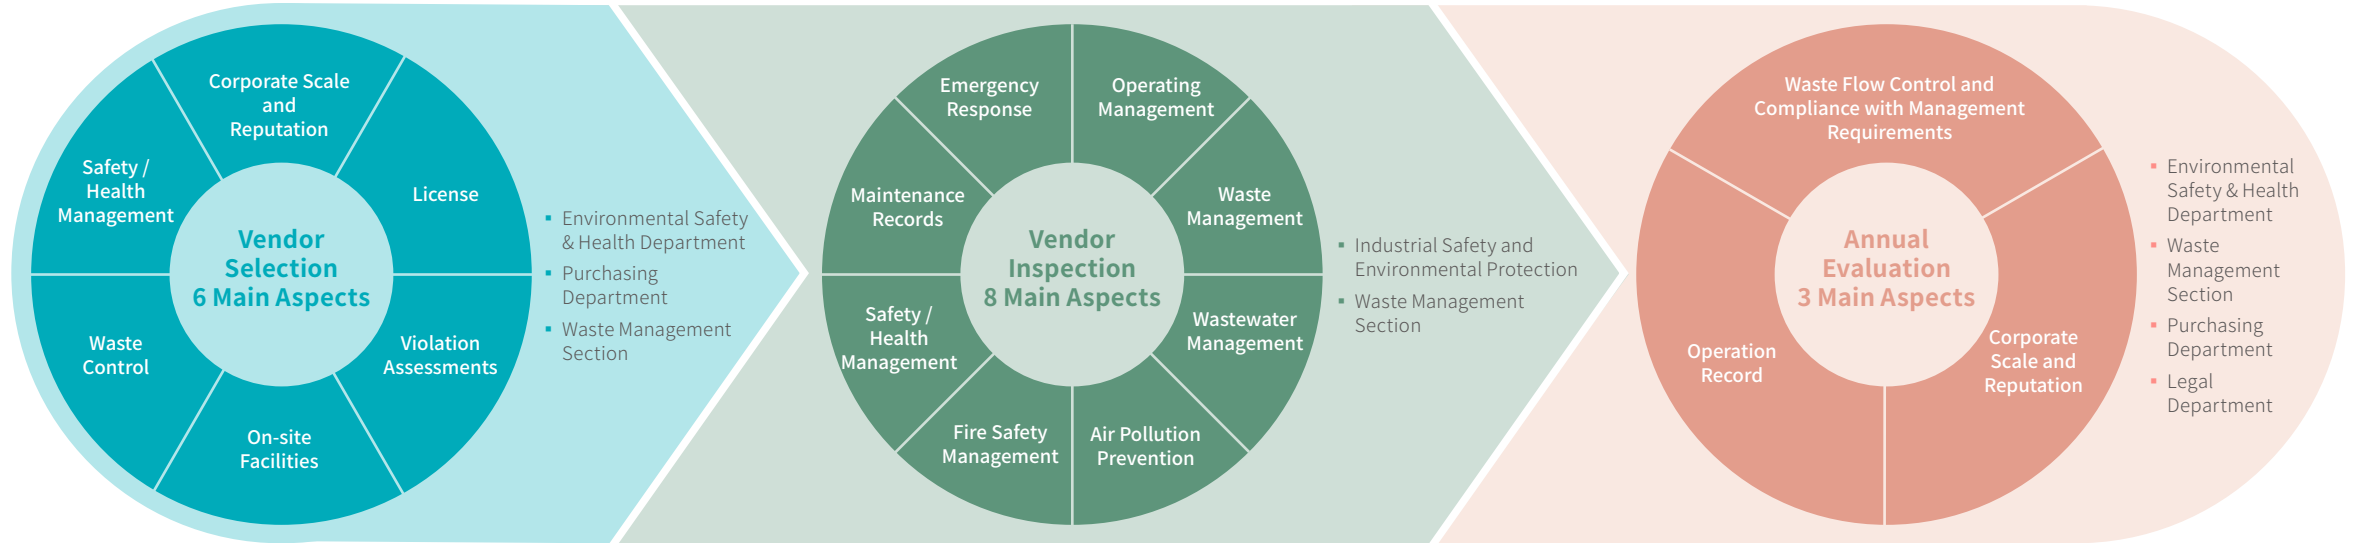 Corporate Scale
and
Reputation
License
Violation
Assessments
On-site
Facilities
Waste
Control
Safety /
Health
Management
Vendor
Selection
6 Main Aspects
▪ Environmental Safety
& Health Department
▪ Purchasing
Department
▪ Waste Management
Section
Emergency
Response
Operating
Management
Waste
Management
Wastewater
Management
Air Pollution
Prevention
Fire Safety
Management
Safety /
Health
Management
Maintenance
Records
Vendor
Inspection
8 Main Aspects
▪ Industrial Safety and
Environmental Protection
▪ Waste Management
Section
Waste Flow Control and
Compliance with Management
Requirements
Corporate
Scale and
Reputation
Operation
Record
Annual
Evaluation
3 Main Aspects
▪ Environmental
Safety & Health
Department
▪ Waste
Management
Section
▪ Purchasing
Department
▪ Legal
Department